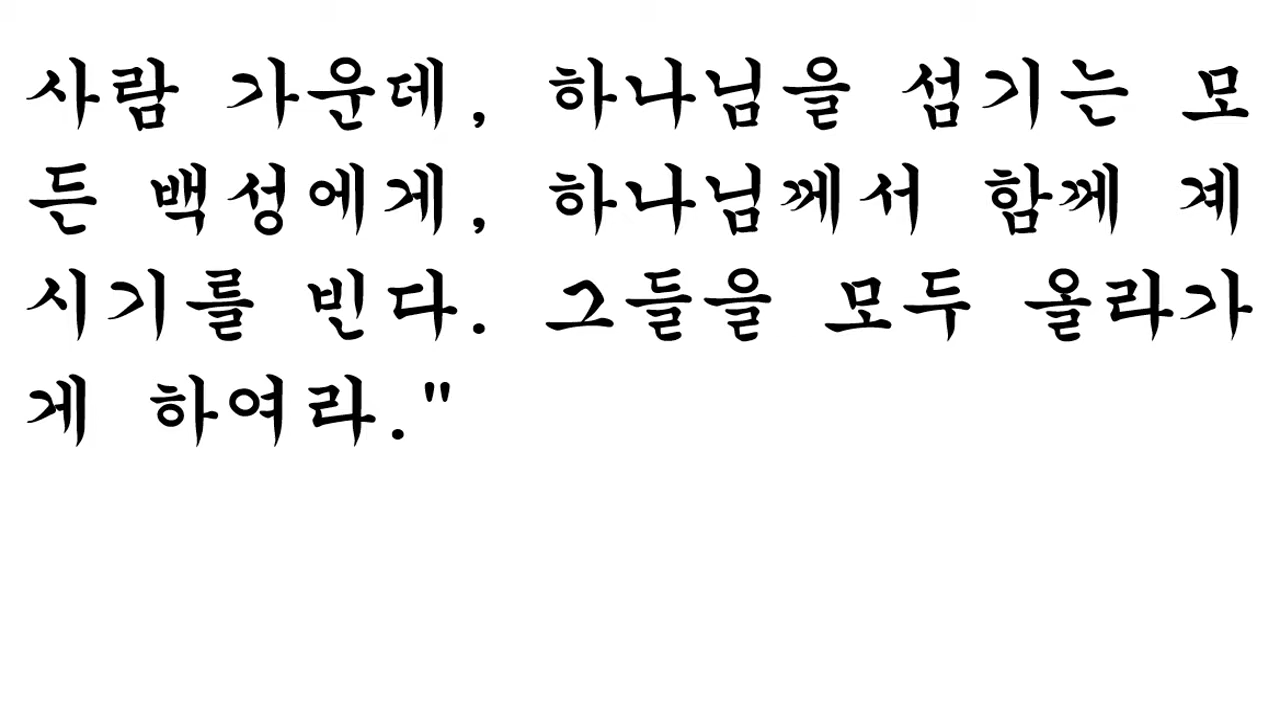 사람 가운데, 하나님을 섬기는 모
든 백성에게, 하나님께서 함께 계
시기를 빈다. 그들을 모두 올라가
게 하여라."